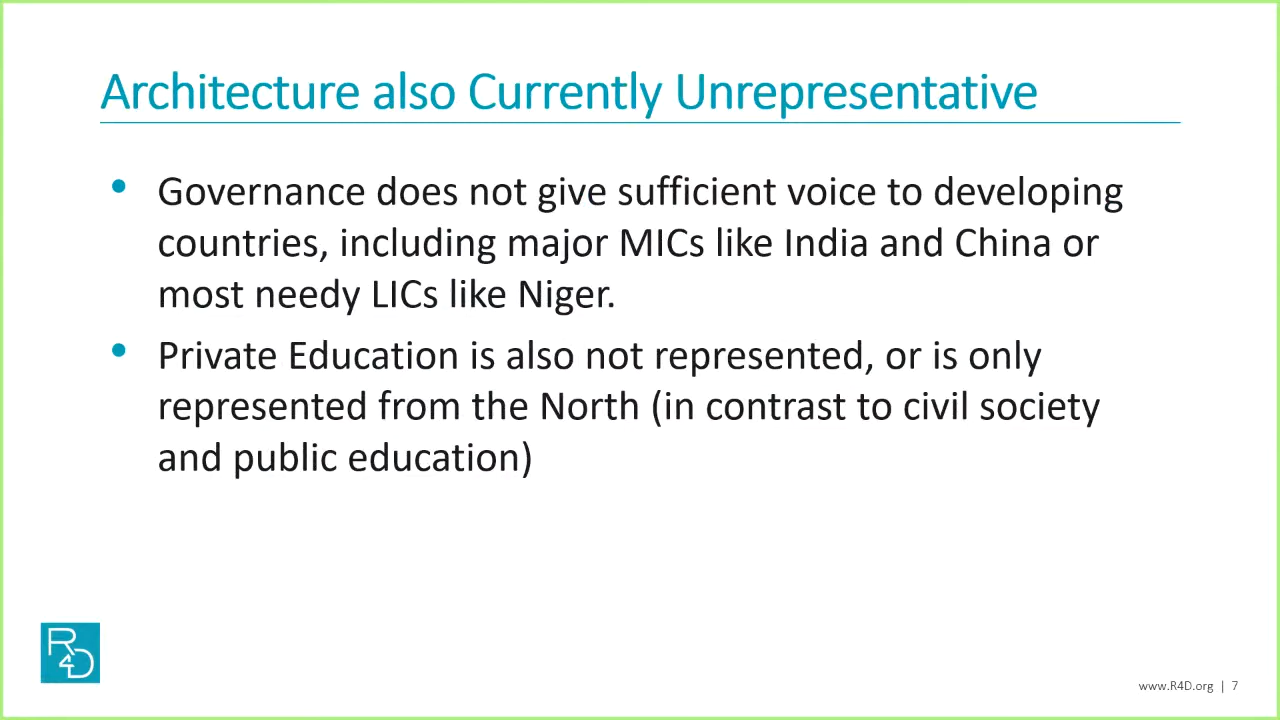 Architecture also Currently Unrepresentative
• Governance does not give sufficient voice to developing
countries, including major MICs like India and China or
most needy LICs like Niger.
• Private Education is also not represented, or is only
represented from the North (in contrast to civil society
and public education)
R4D
www.R4D.org | 7